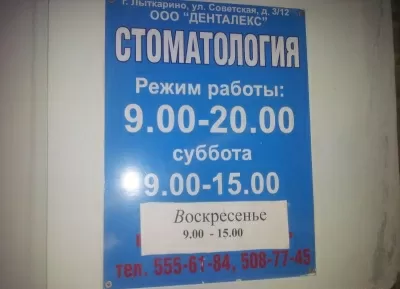 г. Лыткарино, ул. Советская, д. 3/12
ООО "ДЕНТАЛЕКС"
СТОМАТОЛОГИЯ
Режим работы:
9.00-20.00
суббота
9.00-15.00
Воскресенье
9.00 - 15.00
тел. 555-61-84, 508-77-45